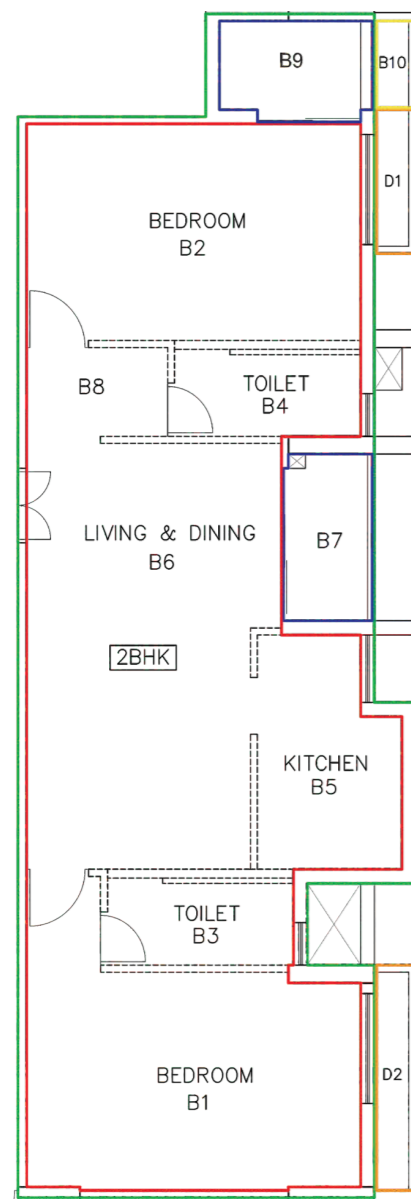 B9
B10
D1
BEDROOM
B2
B8
TOILET
B4
LIVING & DINING
B6
B7
2BHK
KITCHEN
B5
TOILET
B3
BEDROOM
B1
D2